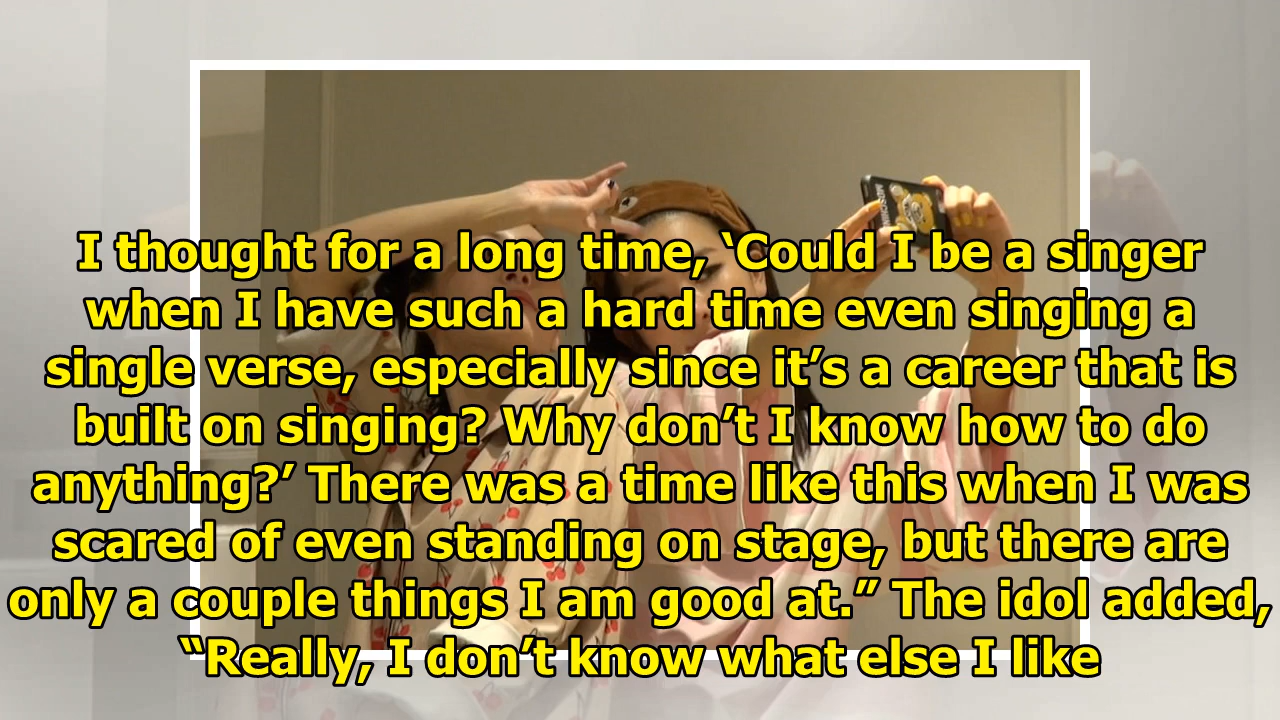 I thought for a long time, ‘Could I be a singer
when I have such a hard time even singing a
single verse, especially since it’s a career that is
built on singing? Why don’t I know how to do
anything?’ There was a time like this when I was
scared of even standing on stage, but there are
only a couple things I am good at.” The idol added,
“Really, I don’t know what else I like